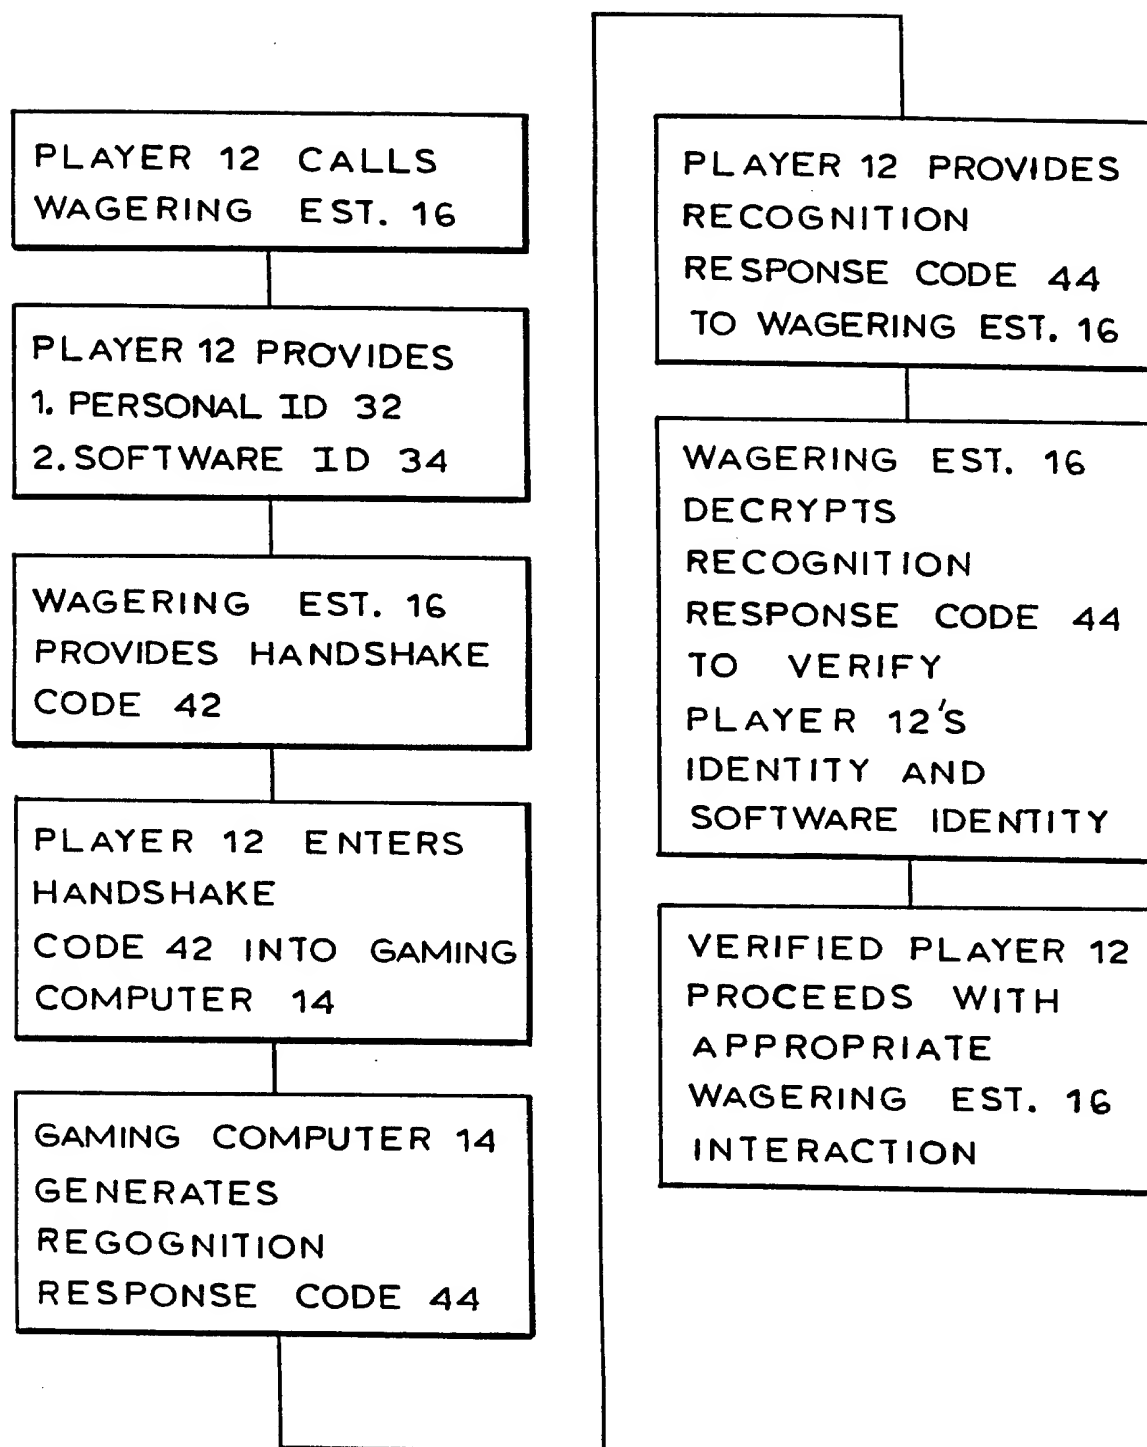 PLAYER 12 CALLS
WAGERING EST. 16
PLAYER 12 PROVIDES
1. PERSONAL ID 32
2. SOFTWARE ID 34
WAGERING EST. 16
PROVIDES HANDSHAKE
CODE 42
PLAYER 12 ENTERS
HANDSHAKE
CODE 42 INTO GAMING
COMPUTER 14
GAMING COMPUTER 14
GENERATES
REGOGNITION
RESPONSE CODE 44
PLAYER 12 PROVIDES
RECOGNITION
RESPONSE CODE 44
TO WAGERING EST. 16
WAGERING EST. 16
DECRYPTS
RECOGNITION
RESPONSE CODE 44
TO VERIFY
PLAYER 12'S
IDENTITY AND
SOFTWARE IDENTITY
VERIFIED PLAYER 12
PROCEEDS WITH
APPROPRIATE
WAGERING EST. 16
INTERACTION